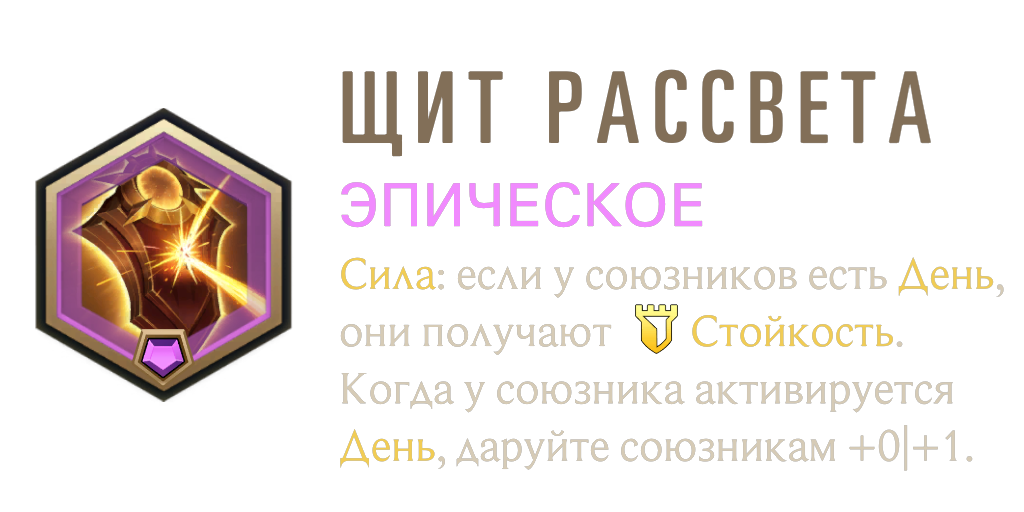 ЩИТ РАССВЕТА
ЭПИЧЕСКОЕ
Сила: если у союзников есть День,
они получают Стойкость.
Когда у союзника активируется
День, даруйте союзникам +0|+1.